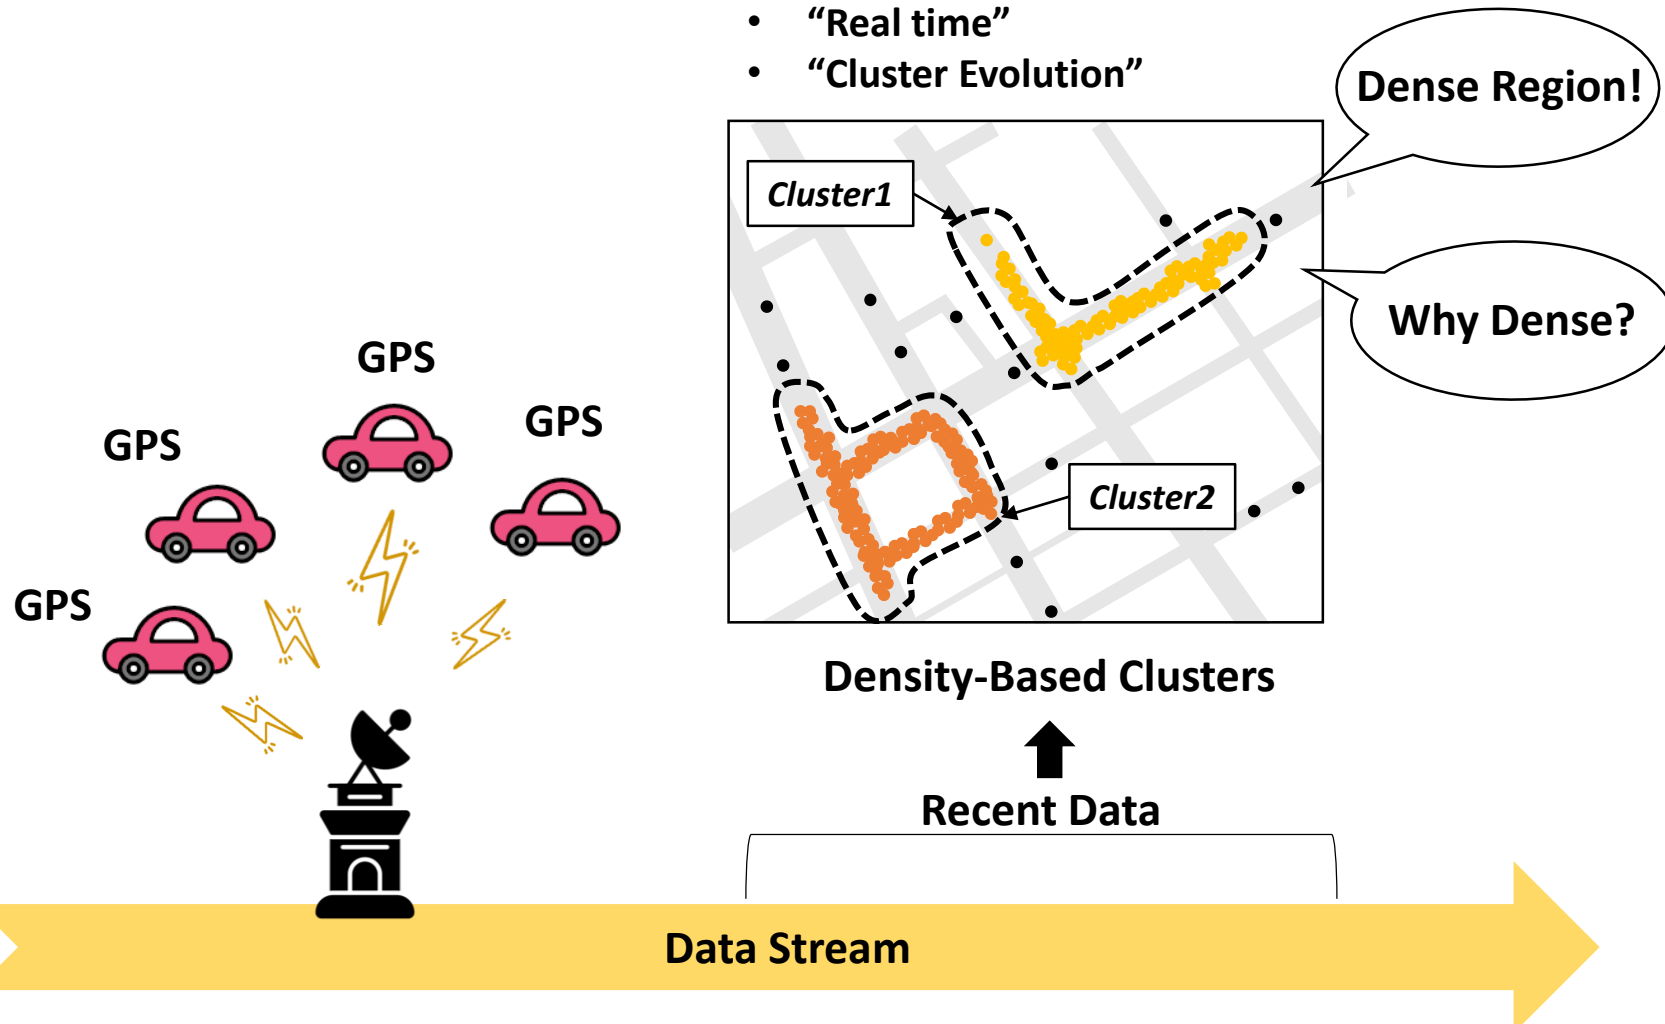 • “Real time”
• “Cluster Evolution”
Dense Region!
Cluster1
Why Dense?
GPS
GPS
GPS
GPS
Cluster2
Density-Based Clusters
Recent Data
Data Stream